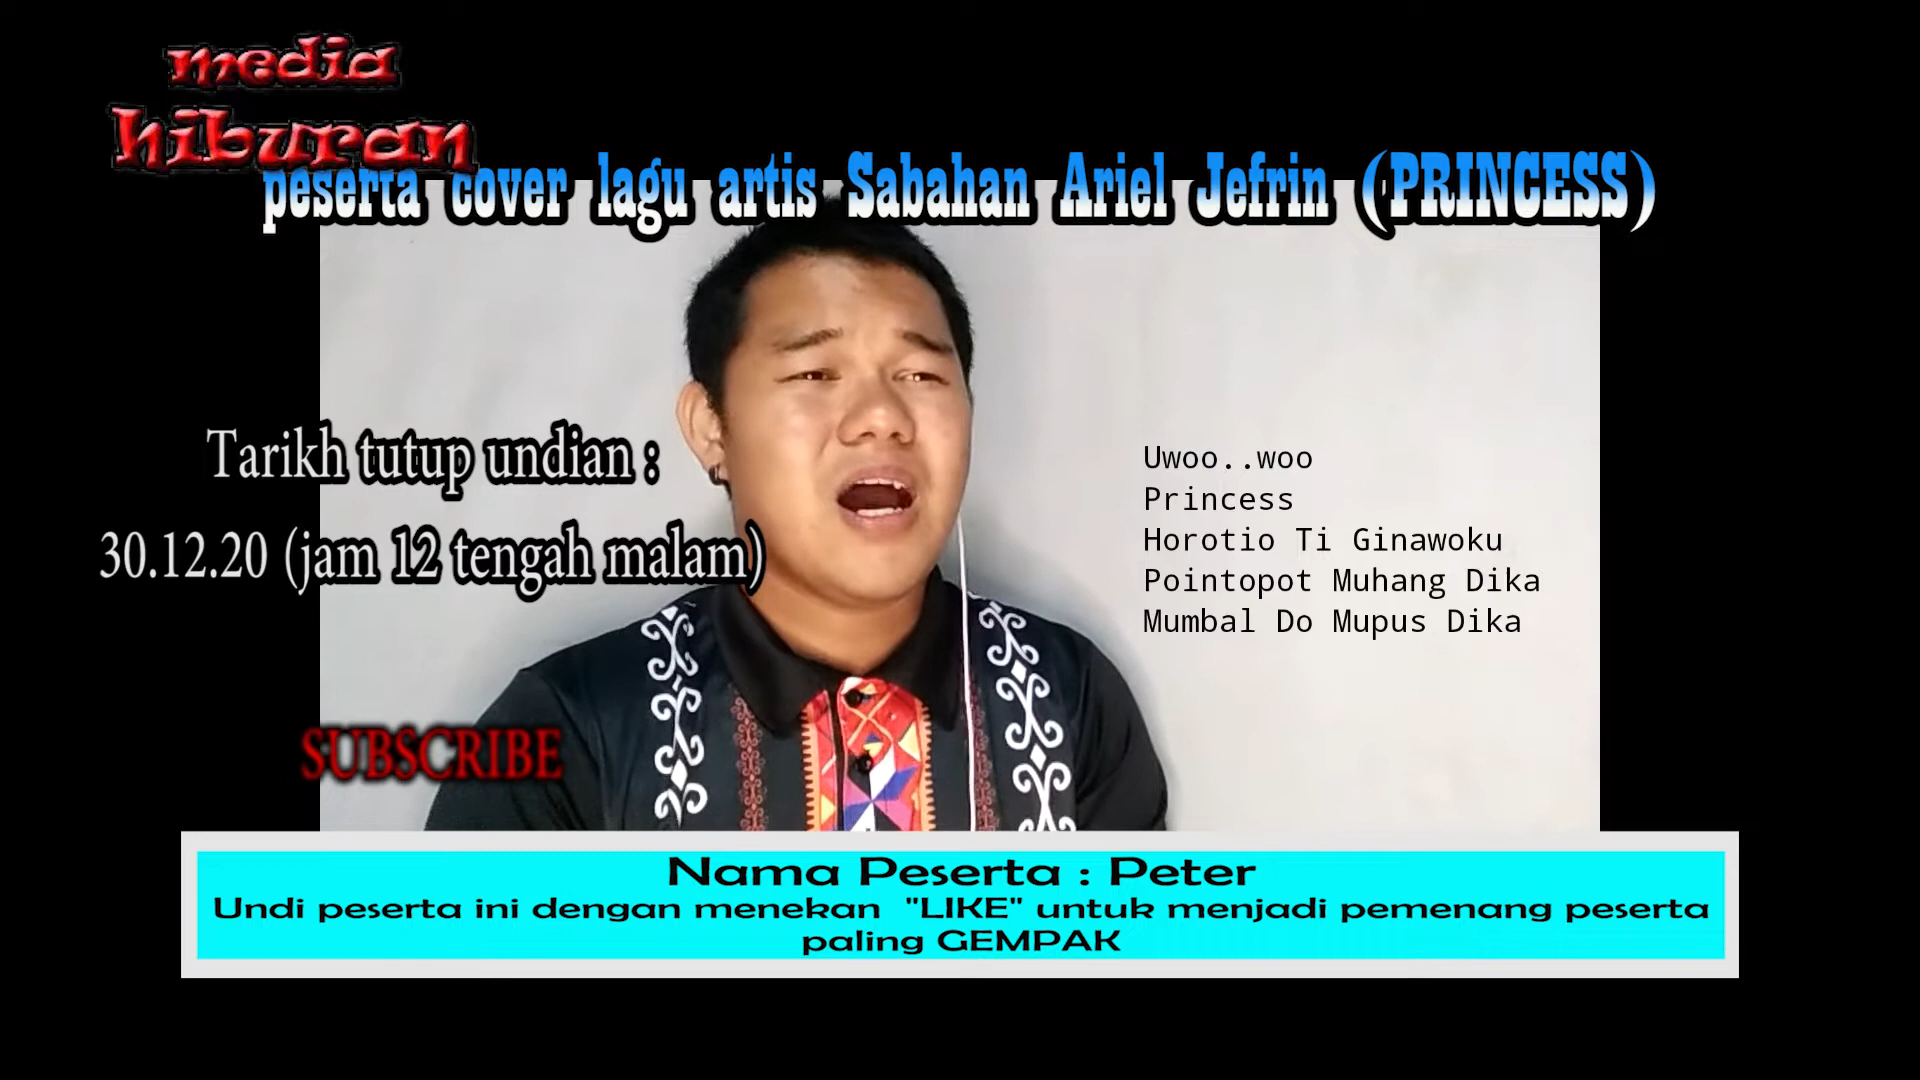 media
hiburan
peserta cover lagu artis Sabahan Ariel Jefrin (PRINCESS)
Tarikh tutup undian :
30.12.20 (jam 12 tengah malam)
Uwoo..woo
Princess
Horotio Ti Ginawoku
Pointopot Muhang Dika
Mumbal Do Mupus Dika
SUBSCRIBE
Nama Peserta : Peter
Undi peserta ini dengan menekan "LIKE" untuk menjadi pemenang peserta
paling GEMPAK